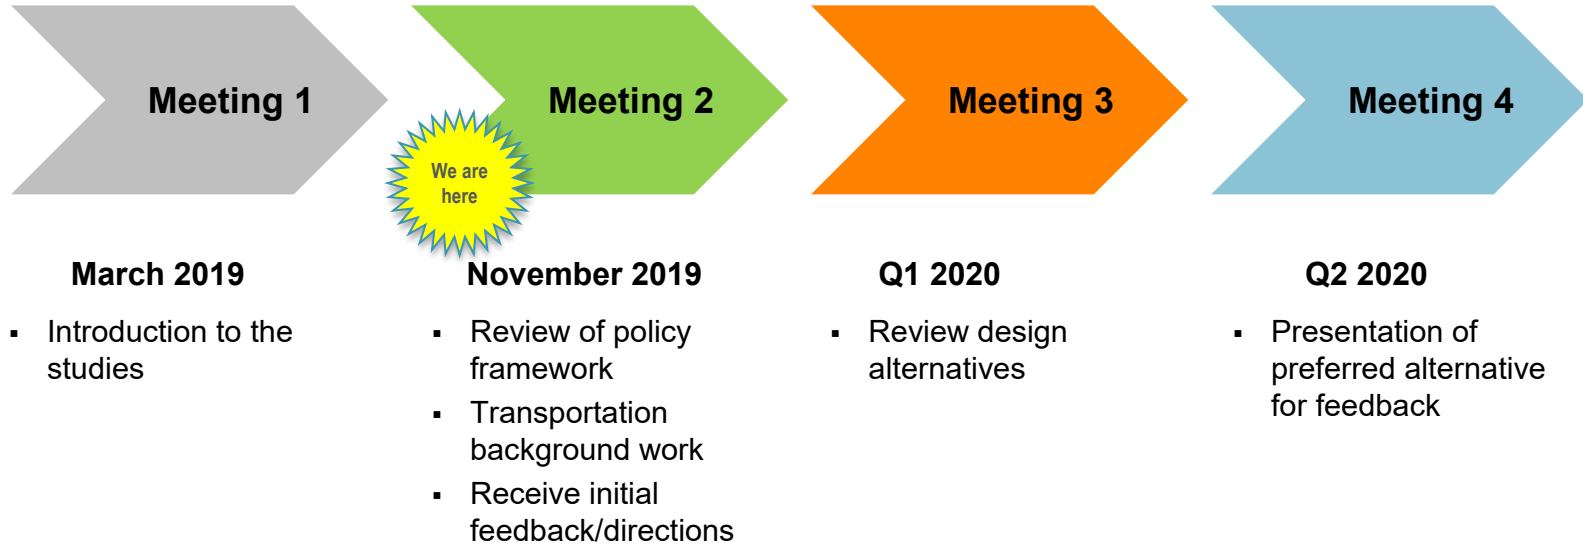 Meeting 1
Meeting 2
Meeting 3
Meeting 4
We are
here
March 2019
▪ Introduction to the
studies
November 2019
▪ Review of policy
framework
▪ Transportation
background work
▪ Receive initial
feedback/directions
Q1 2020
▪ Review design
alternatives
Q2 2020
▪ Presentation of
preferred alternative
for feedback